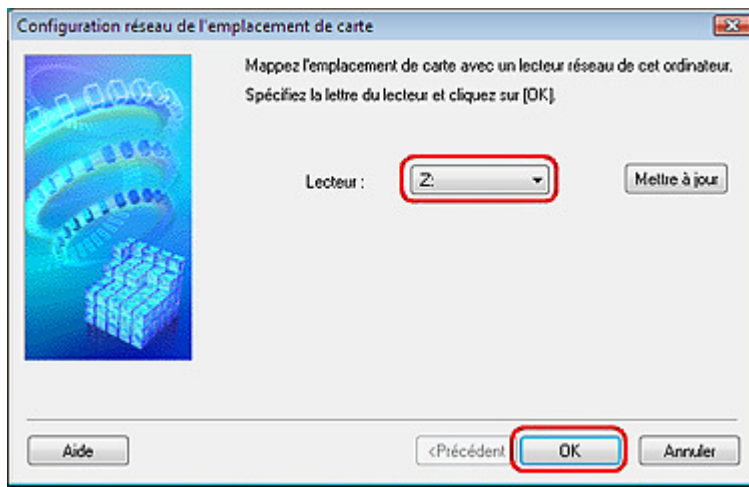 Configuration réseau de l'emplacement de carte
Mappez l'emplacement de carte avec un lecteur réseau de cet ordinateur.
Spécifiez la lettre du lecteur et cliquez sur [OK].
Lecteur : Z: Mettre à jour
Aide <Précédent OK Annuler